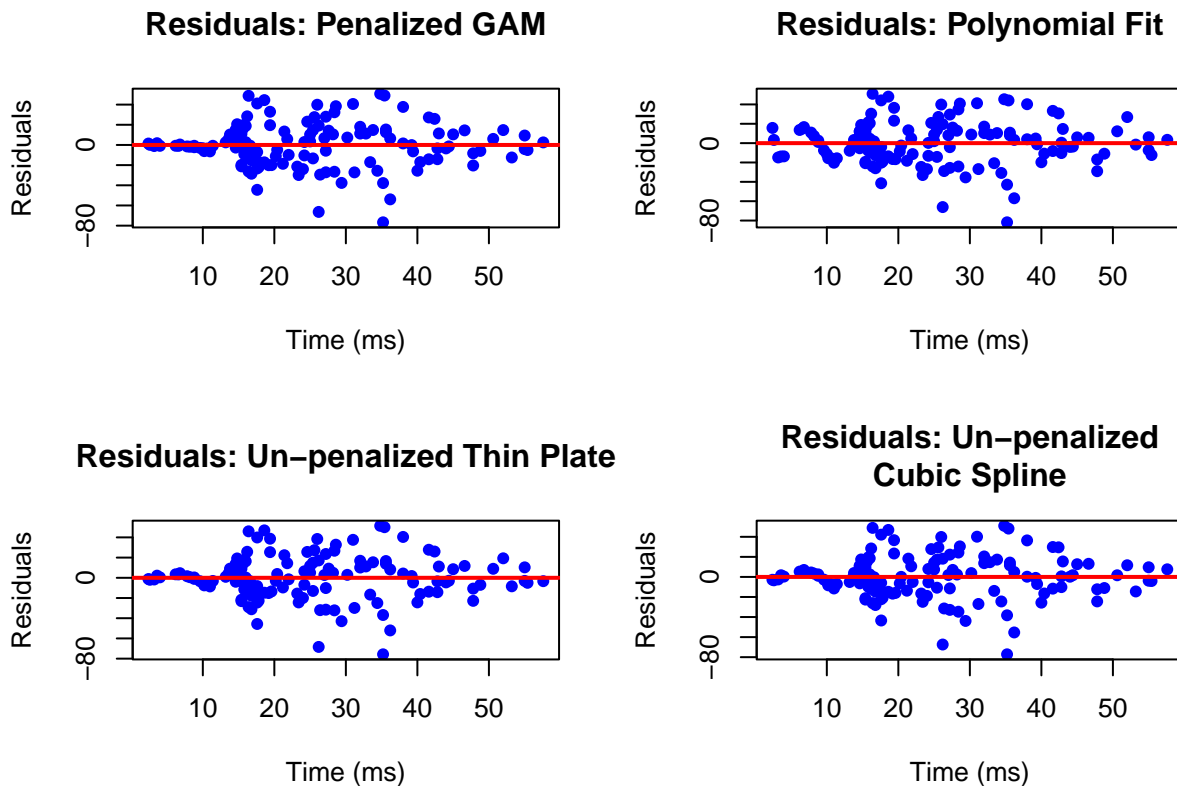 Residuals: Penalized GAM
Residuals
0
−80
10 20 30 40 50
Time (ms)
Residuals: Polynomial Fit
Residuals
0
−80
10 20 30 40 50
Time (ms)
Residuals: Un−penalized Thin Plate
Residuals
0
−80
10 20 30 40 50
Time (ms)
Residuals: Un−penalized
Cubic Spline
Residuals
0
−80
10 20 30 40 50
Time (ms)